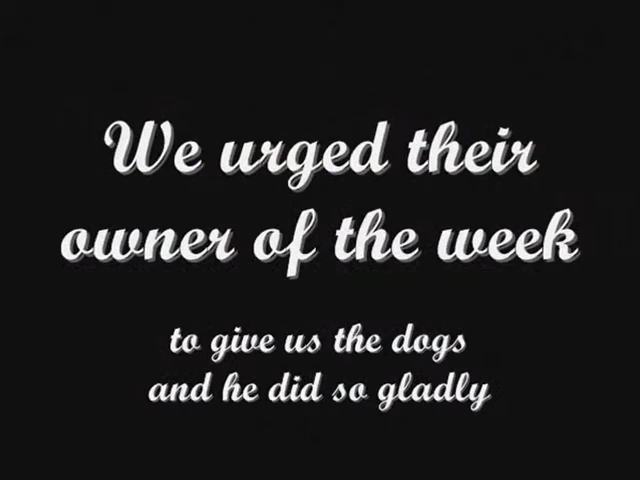 We urged their
owner of the week
to give us the dogs
and he did so gladly